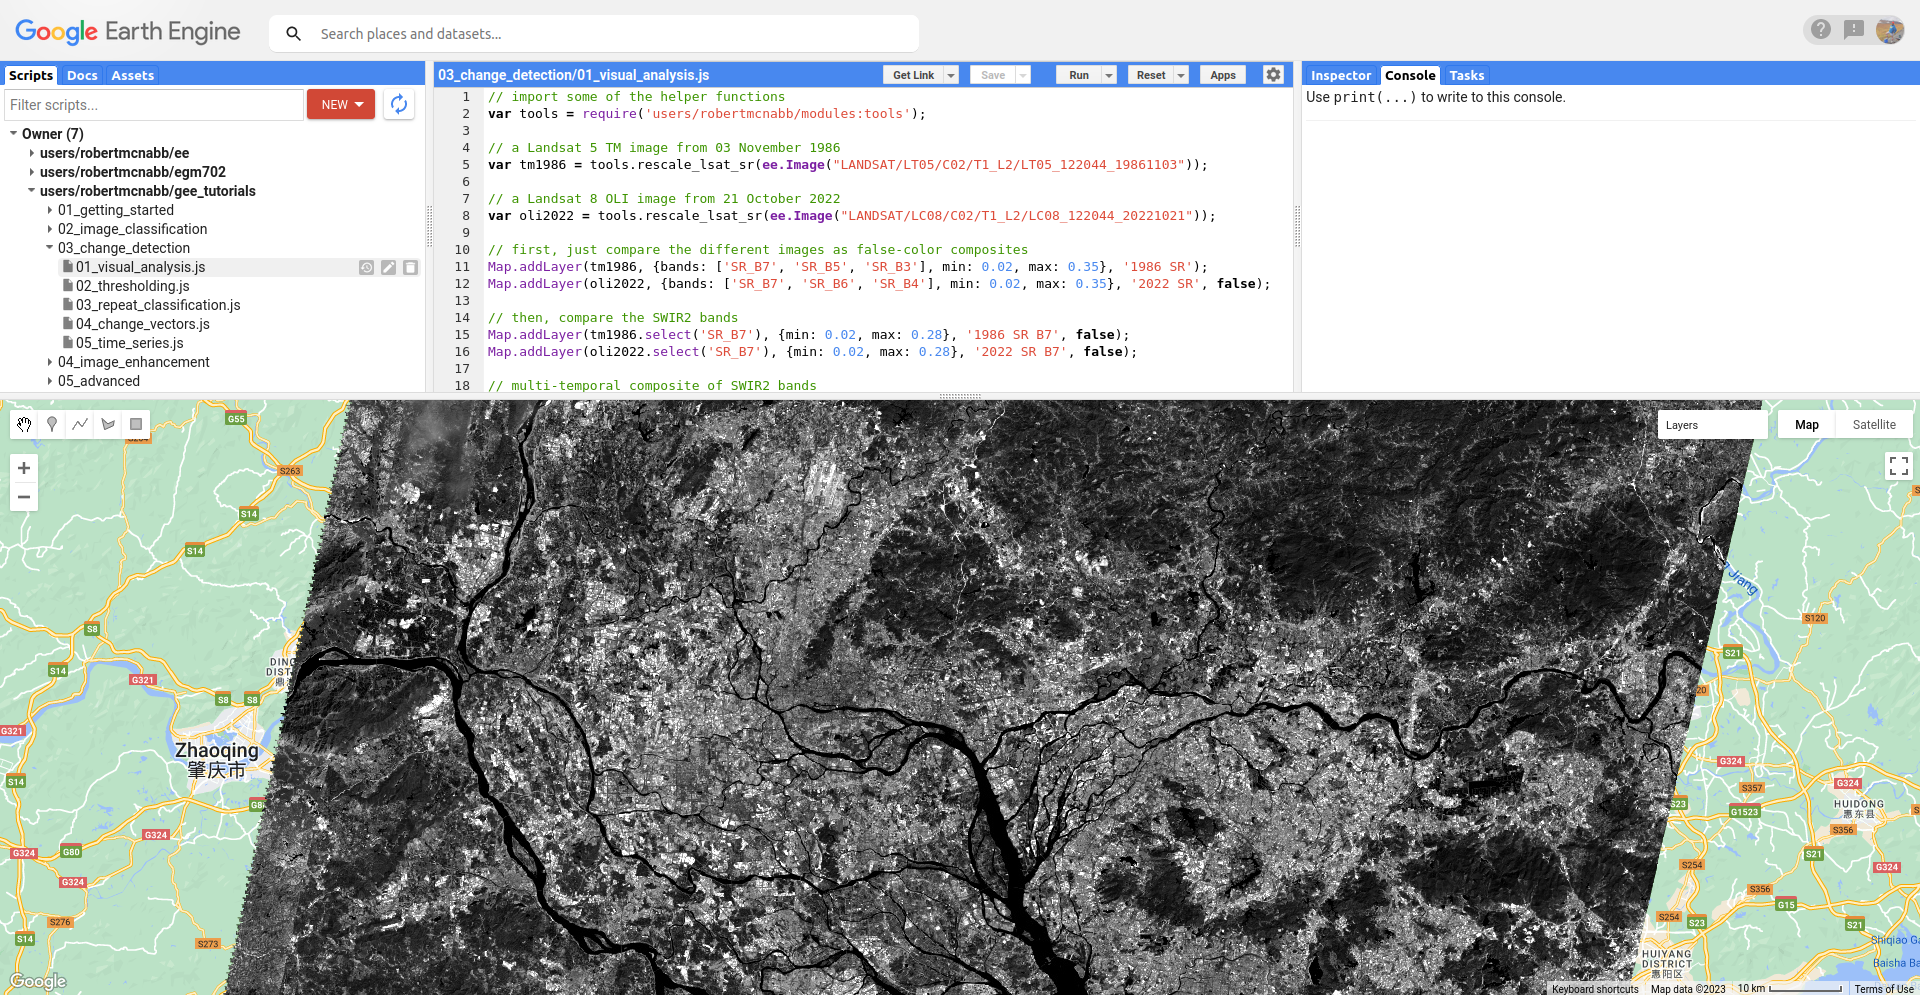 Google Earth Engine
Search places and datasets...
Scripts Docs Assets
Filter scripts...
NEW
Owner (7)
users/robertmcnabb/ee
users/robertmcnabb/egm702
users/robertmcnabb/gee_tutorials
01_getting_started
02_image_classification
03_change_detection
01_visual_analysis.js
02_thresholding.js
03_repeat_classification.js
04_change_vectors.js
05_time_series.js
04_image_enhancement
05_advanced
03_change_detection/01_visual_analysis.js
Get Link Save Run Reset Apps
1 // import some of the helper functions
2 var tools = require('users/robertmcnabb/modules:tools');
3
4 // a Landsat 5 TM image from 03 November 1986
5 var tm1986 = tools.rescale_lsat_sr(ee.Image("LANDSAT/LT05/C02/T1_L2/LT05_122044_19861103"));
6
7 // a Landsat 8 OLI image from 21 October 2022
8 var oli2022 = tools.rescale_lsat_sr(ee.Image("LANDSAT/LC08/C02/T1_L2/LC08_122044_20221021"));
9
10 // first, just compare the different images as false-color composites
11 Map.addLayer(tm1986, {bands: ['SR_B7', 'SR_B5', 'SR_B3'], min: 0.02, max: 0.35}, '1986 SR');
12 Map.addLayer(oli2022, {bands: ['SR_B7', 'SR_B6', 'SR_B4'], min: 0.02, max: 0.35}, '2022 SR', false);
13
14 // then, compare the SWIR2 bands
15 Map.addLayer(tm1986.select('SR_B7'), {min: 0.02, max: 0.28}, '1986 SR B7', false);
16 Map.addLayer(oli2022.select('SR_B7'), {min: 0.02, max: 0.28}, '2022 SR B7', false);
17
18 // multi-temporal composite of SWIR2 bands
Inspector Console Tasks
Use print(...) to write to this console.
Layers
Map Satellite
G55
S263
S14
S14
S8
S14
G321
S8 S8
G321
DING
DIST
Zhaoqing
肇庆市
S14
G324
G324
G80
G324
S276
S14
S273
Google
Jiang
S120
S21
20
G324
G324
S357
HUIDONG
惠东县
S23
G1523
S356
S21
S254
G324
S356
G15
S254
S23
S21
HUIYANG
DISTRICT
惠阳区
Shiqiao Ga
Baisha Ba
Keyboard shortcuts Map data ©2023 10 km Terms of Use